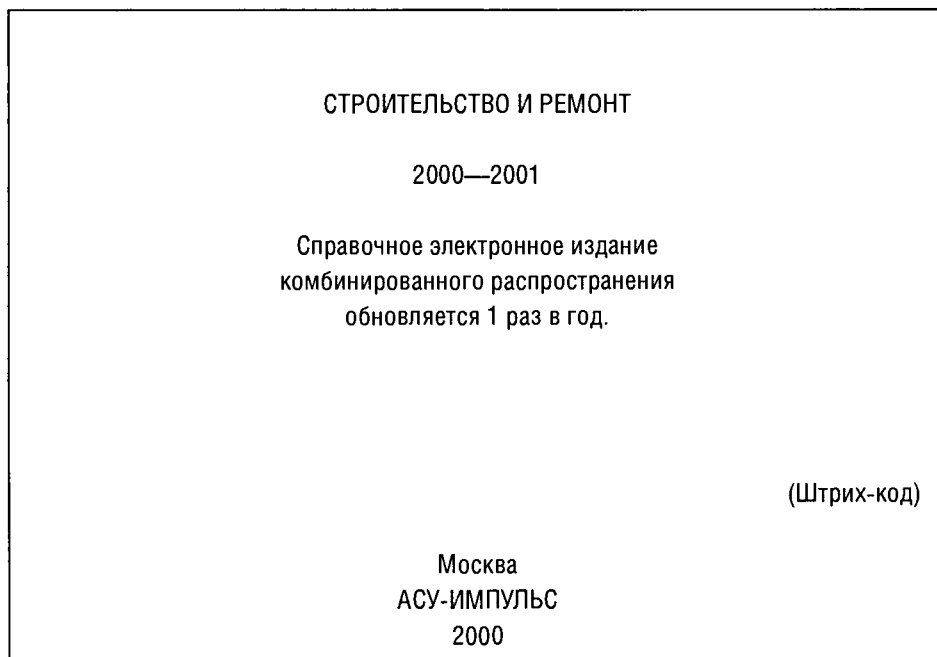 СТРОИТЕЛЬСТВО И РЕМОНТ
2000—2001
Справочное электронное издание
комбинированного распространения
обновляется 1 раз в год.
(Штрих-код)
Москва
АСУ-ИМПУЛЬС
2000